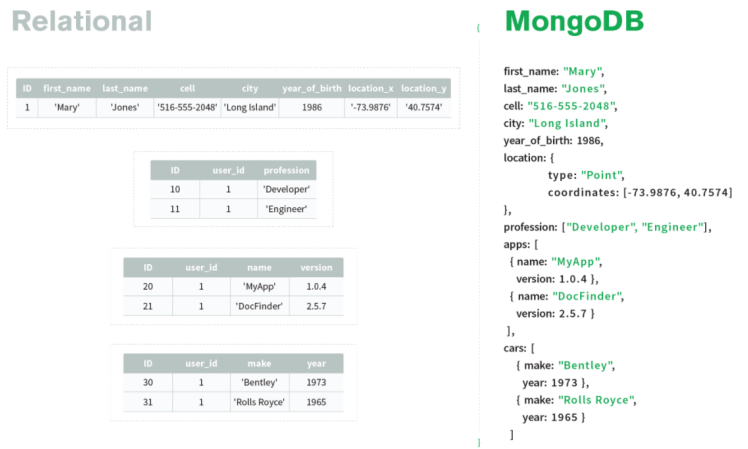 Relational
ID first_name last_name cell city year_of_birth location_x location_y
1 'Mary' 'Jones' '516-555-2048' 'Long Island' 1986 '-73.9876' '40.7574'
ID user_id profession
10 1 'Developer'
11 1 'Engineer'
ID user_id name version
20 1 'MyApp' 1.0.4
21 1 'DocFinder' 2.5.7
ID user_id make year
30 1 'Bentley' 1973
31 1 'Rolls Royce' 1965
MongoDB
{
first_name: "Mary",
last_name: "Jones",
cell: "516-555-2048",
city: "Long Island",
year_of_birth: 1986,
location: {
type: "Point",
coordinates: [-73.9876, 40.7574]
},
profession: ["Developer", "Engineer"],
apps: [
{ name: "MyApp",
version: 1.0.4 },
{ name: "DocFinder",
version: 2.5.7 }
],
cars: [
{ make: "Bentley",
year: 1973 },
{ make: "Rolls Royce",
year: 1965 }
]
}